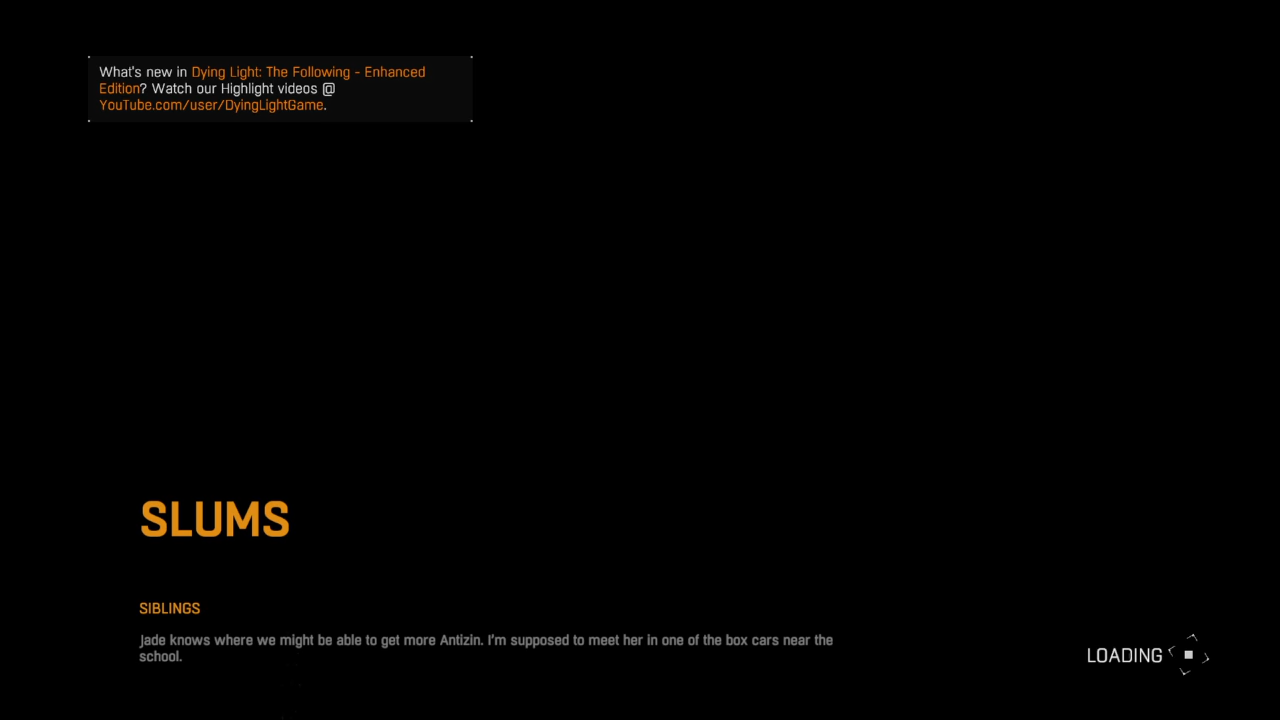 What's new in Dying Light: The Following - Enhanced
Edition? Watch our Highlight videos @
YouTube.com/user/DyingLightGame.
SLUMS
SIBLINGS
Jade knows where we might be able to get more Antizin. I'm supposed to meet her in one of the box cars near the
school.
LOADING